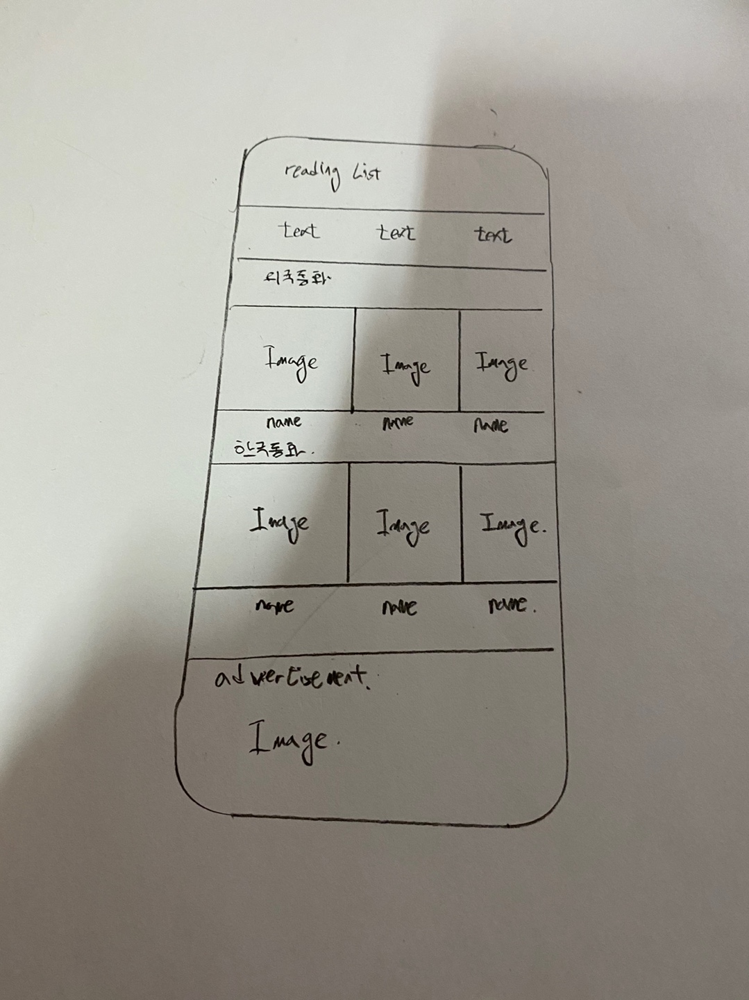 reading List
text text text
외국동화.
Image Image Image
name name name
한국동화.
Image Image Image.
name name name.
advertisement.
Image.